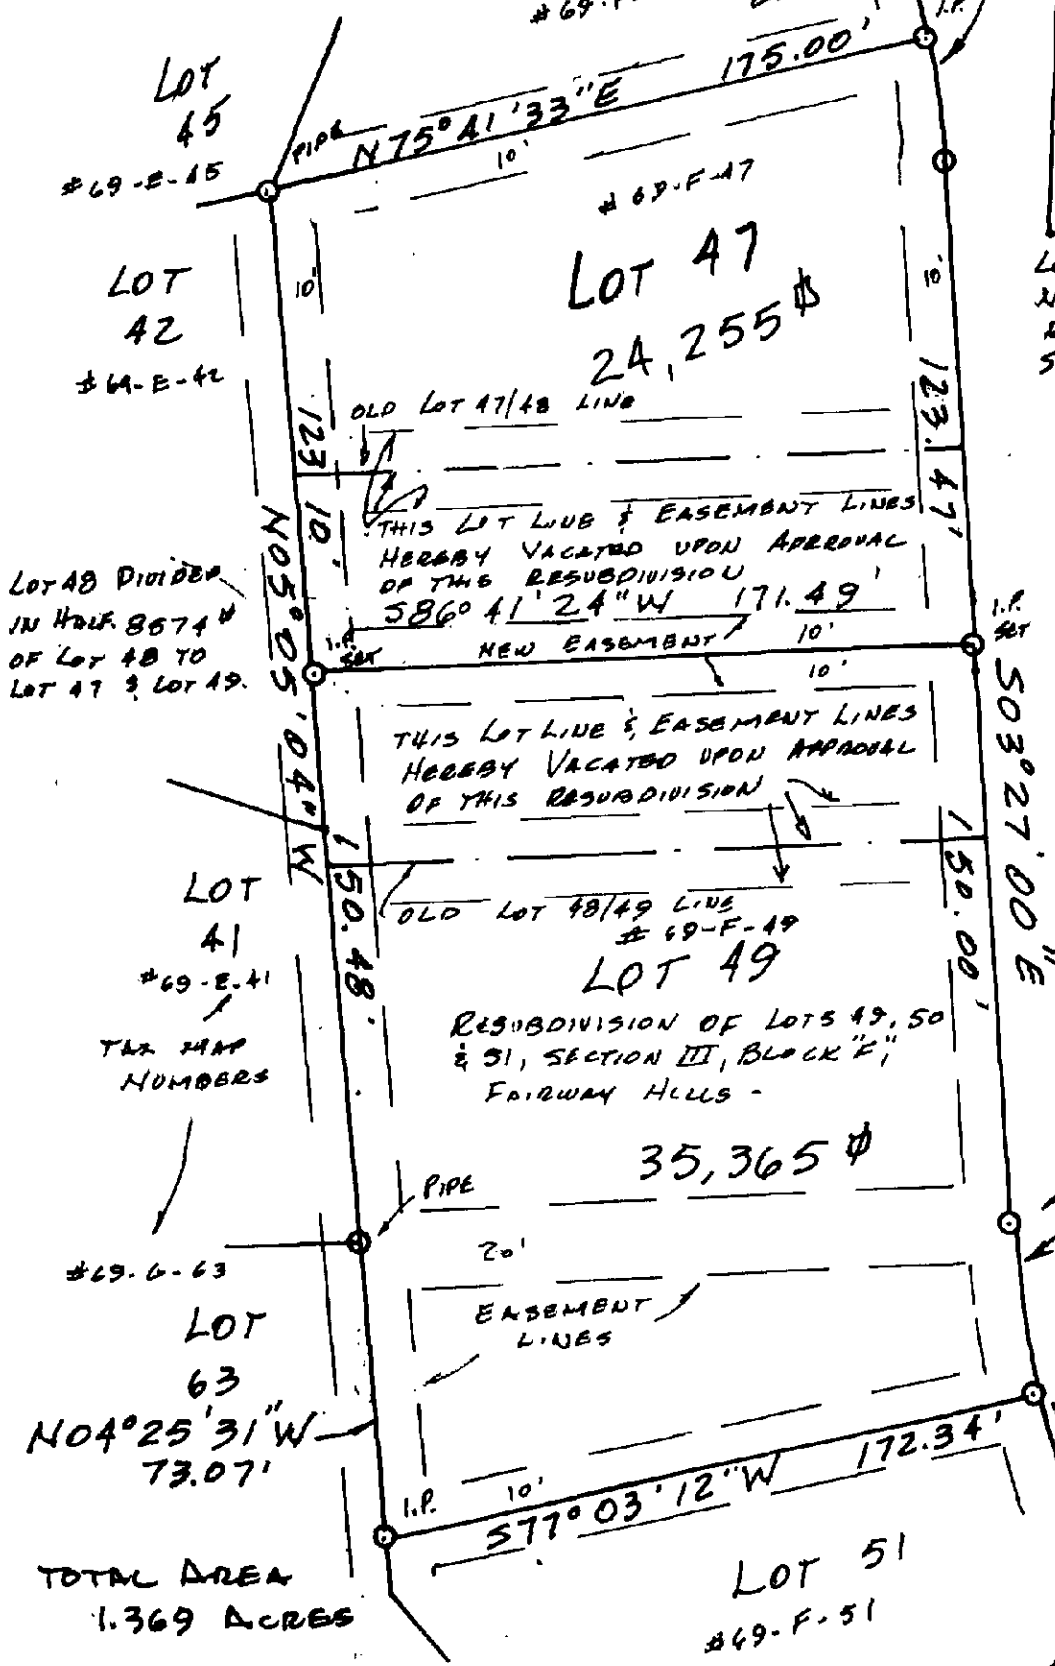 175.00'
I.P.
LOT
45
#69-E-45
PIPE
N75°41'33"E
10'
#69-F-47
LOT 47
24,255
LOT
42
#69-E-42
10'
10'
OLD LOT 47/48 LINE
123.10'
123.47'
THIS LOT LINE & EASEMENT LINES
HEREBY VACATED UPON APPROVAL
OF THIS RESUBDIVISION
S86°41'24"W 171.49'
LOT 48 DIVIDED
IN HALF. 8674
OF LOT 48 TO
LOT 47 & LOT 49.
N05°05'04"W
I.P.
SET
NEW EASEMENT
10'
10'
I.P.
SET
S03°27'00"E
THIS LOT LINE & EASEMENT LINES
HEREBY VACATED UPON APPROVAL
OF THIS RESUBDIVISION
150.48'
150.00'
LOT
41
#69-E-41
OLD LOT 48/49 LINE
#69-F-49
LOT 49
RESUBDIVISION OF LOTS 49, 50
& 51, SECTION III, BLOCK "F,"
FAIRWAY HILLS -
35,365
TAX MAP
NUMBERS
PIPE
20'
#69-G-63
LOT
63
EASEMENT
LINES
N04°25'31"W
73.07'
I.P.
10'
S77°03'12"W 172.34'
TOTAL AREA
1.369 ACRES
LOT 51
#69-F-51